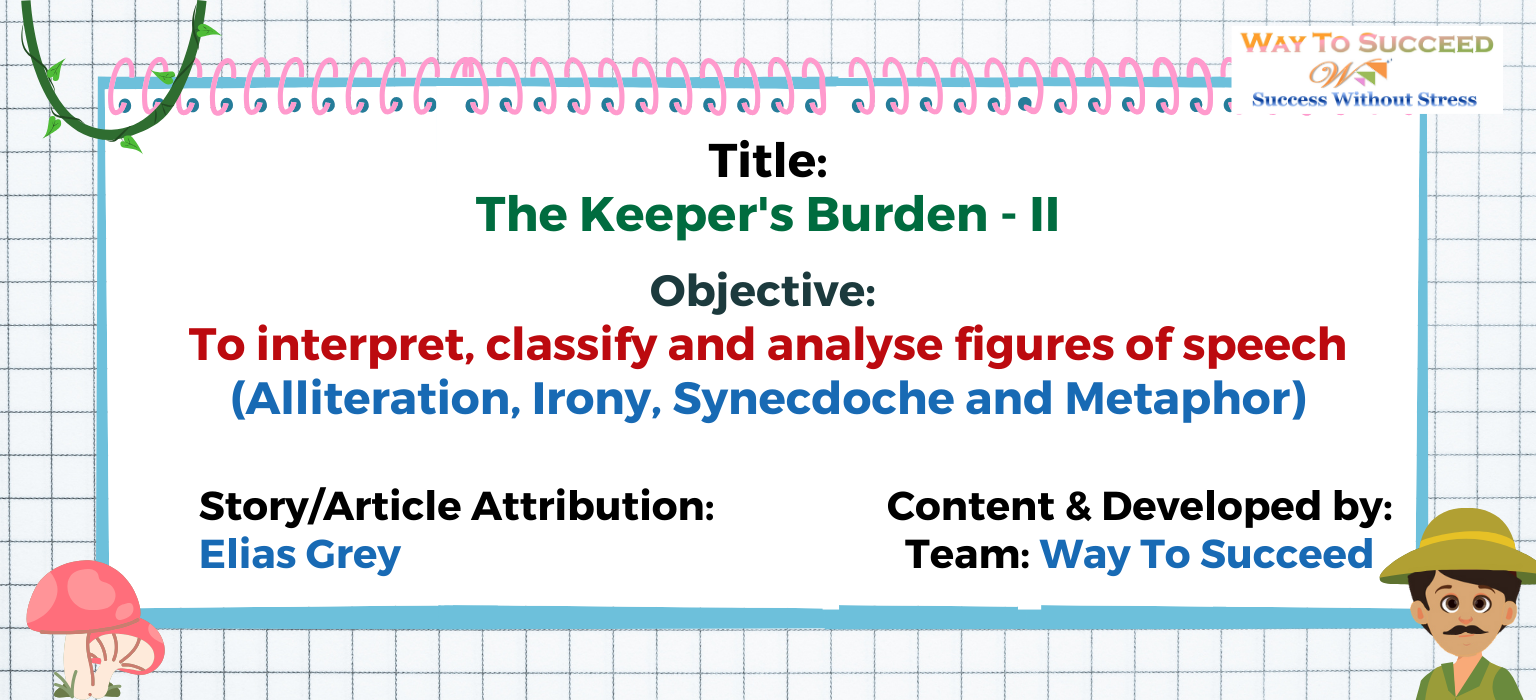 WAY TO SUCCEED
W
Success Without Stress
Title:
The Keeper's Burden - II
Objective:
To interpret, classify and analyse figures of speech
(Alliteration, Irony, Synecdoche and Metaphor)
Story/Article Attribution:
Elias Grey
Content & Developed by:
Team: Way To Succeed